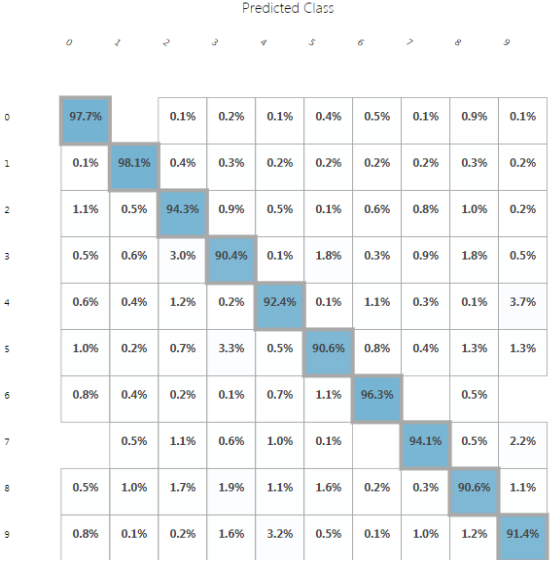 Predicted Class
0 1 2 3 4 5 6 7 8 9
0 97.7% 0.1% 0.2% 0.1% 0.4% 0.5% 0.1% 0.9% 0.1%
1 0.1% 98.1% 0.4% 0.3% 0.2% 0.2% 0.2% 0.2% 0.3% 0.2%
2 1.1% 0.5% 94.3% 0.9% 0.5% 0.1% 0.6% 0.8% 1.0% 0.2%
3 0.5% 0.6% 3.0% 90.4% 0.1% 1.8% 0.3% 0.9% 1.8% 0.5%
4 0.6% 0.4% 1.2% 0.2% 92.4% 0.1% 1.1% 0.3% 0.1% 3.7%
5 1.0% 0.2% 0.7% 3.3% 0.5% 90.6% 0.8% 0.4% 1.3% 1.3%
6 0.8% 0.4% 0.2% 0.1% 0.7% 1.1% 96.3% 0.5%
7 0.5% 1.1% 0.6% 1.0% 0.1% 94.1% 0.5% 2.2%
8 0.5% 1.0% 1.7% 1.9% 1.1% 1.6% 0.2% 0.3% 90.6% 1.1%
9 0.8% 0.1% 0.2% 1.6% 3.2% 0.5% 0.1% 1.0% 1.2% 91.4%